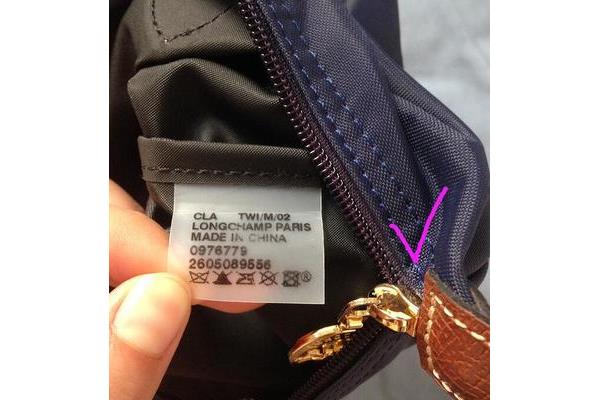 CLA TWI/M/02
LONGCHAMP PARIS
MADE IN CHINA
0976779
2605089556
®